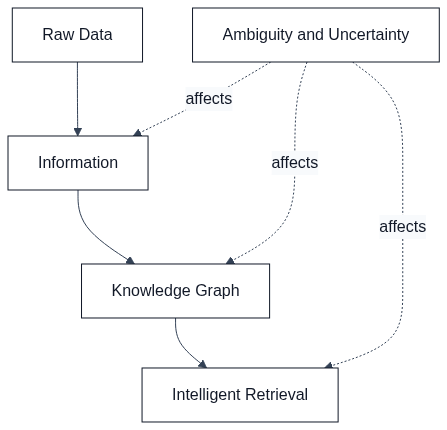 Raw Data
Ambiguity and Uncertainty
affects
Information
affects
affects
Knowledge Graph
Intelligent Retrieval